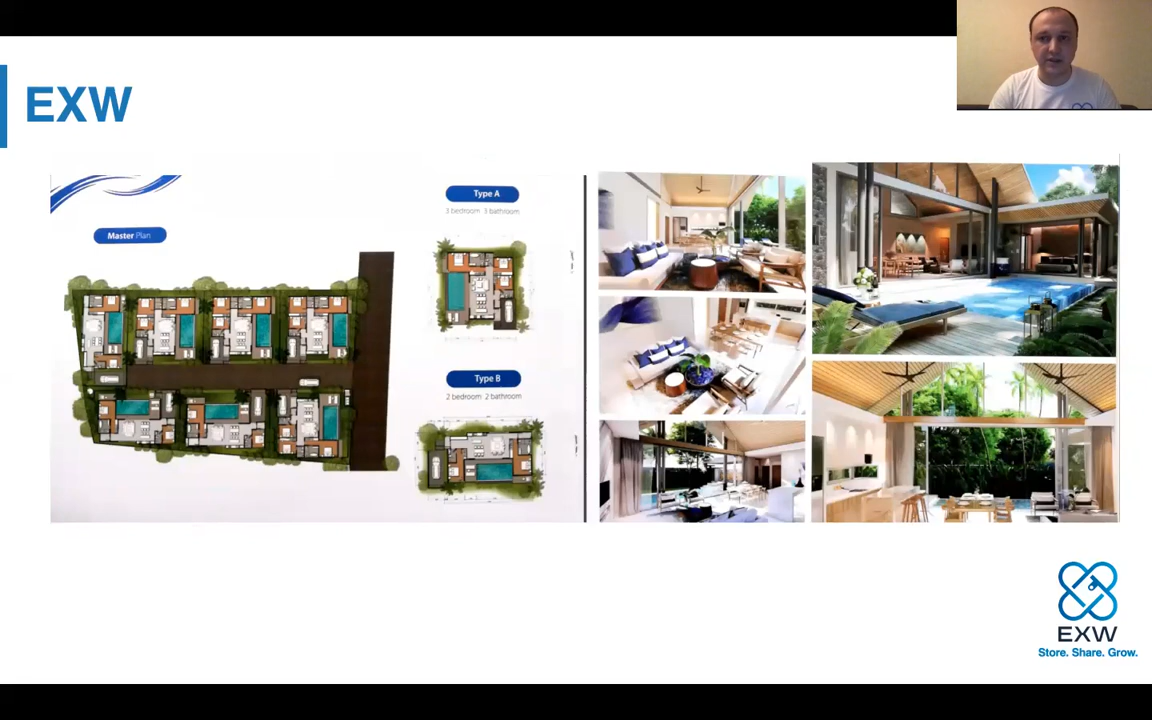 EXW
Master Plan
Type A
3 bedroom 3 bathroom
Type B
2 bedroom 2 bathroom
EXW
Store. Share. Grow.